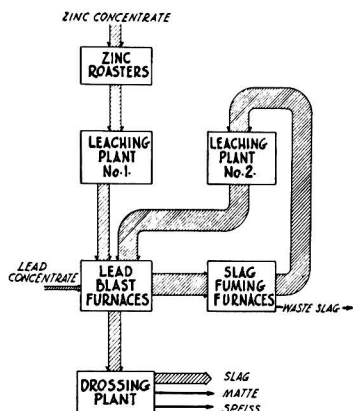 ZINC CONCENTRATE
ZINC
ROASTERS
LEACHING
PLANT
No.1.
LEACHING
PLANT
No.2.
LEAD
CONCENTRATE
LEAD
BLAST
FURNACES
SLAG
FUMING
FURNACES
WASTE SLAG
DROSSING
PLANT
SLAG
MATTE
SPEISS